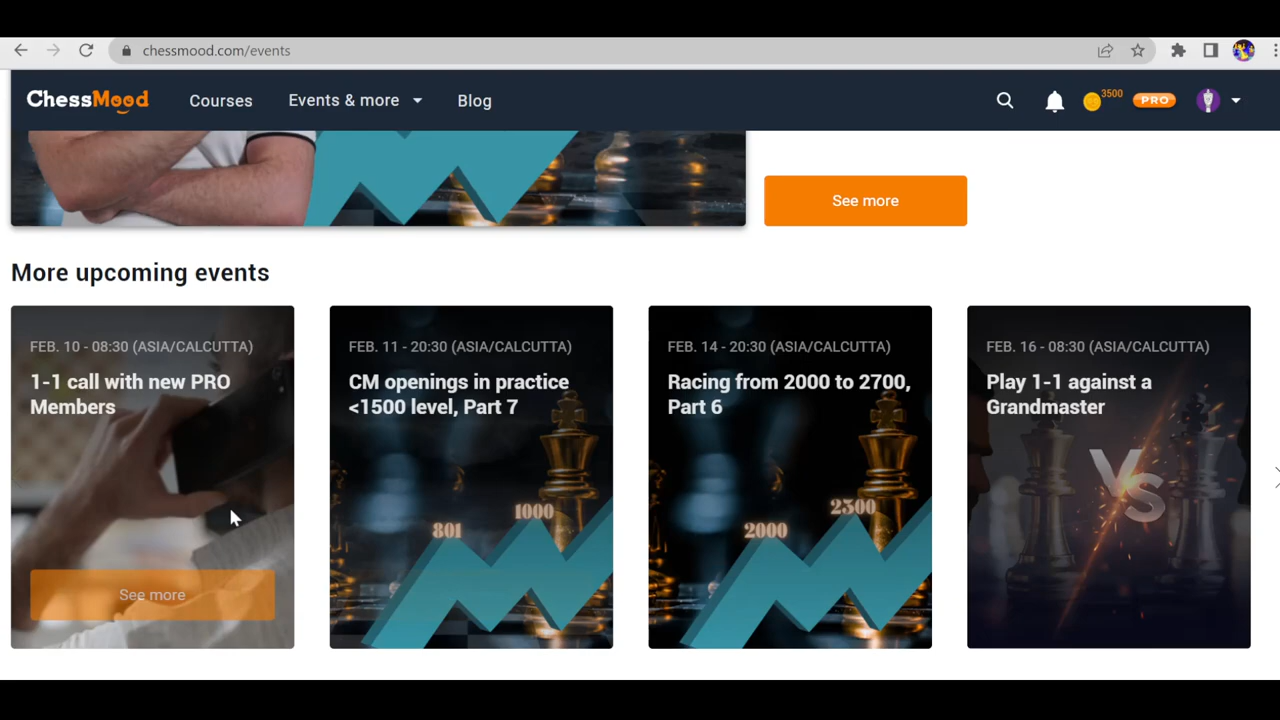 chessmood.com/events
ChessMood
Courses
Events & more
Blog
3500
PRO
See more
More upcoming events
FEB. 10 - 08:30 (ASIA/CALCUTTA)
1-1 call with new PRO
Members
See more
FEB. 11 - 20:30 (ASIA/CALCUTTA)
CM openings in practice
<1500 level, Part 7
801
1000
FEB. 14 - 20:30 (ASIA/CALCUTTA)
Racing from 2000 to 2700,
Part 6
2000
2300
FEB. 16 - 08:30 (ASIA/CALCUTTA)
Play 1-1 against a
Grandmaster
VS